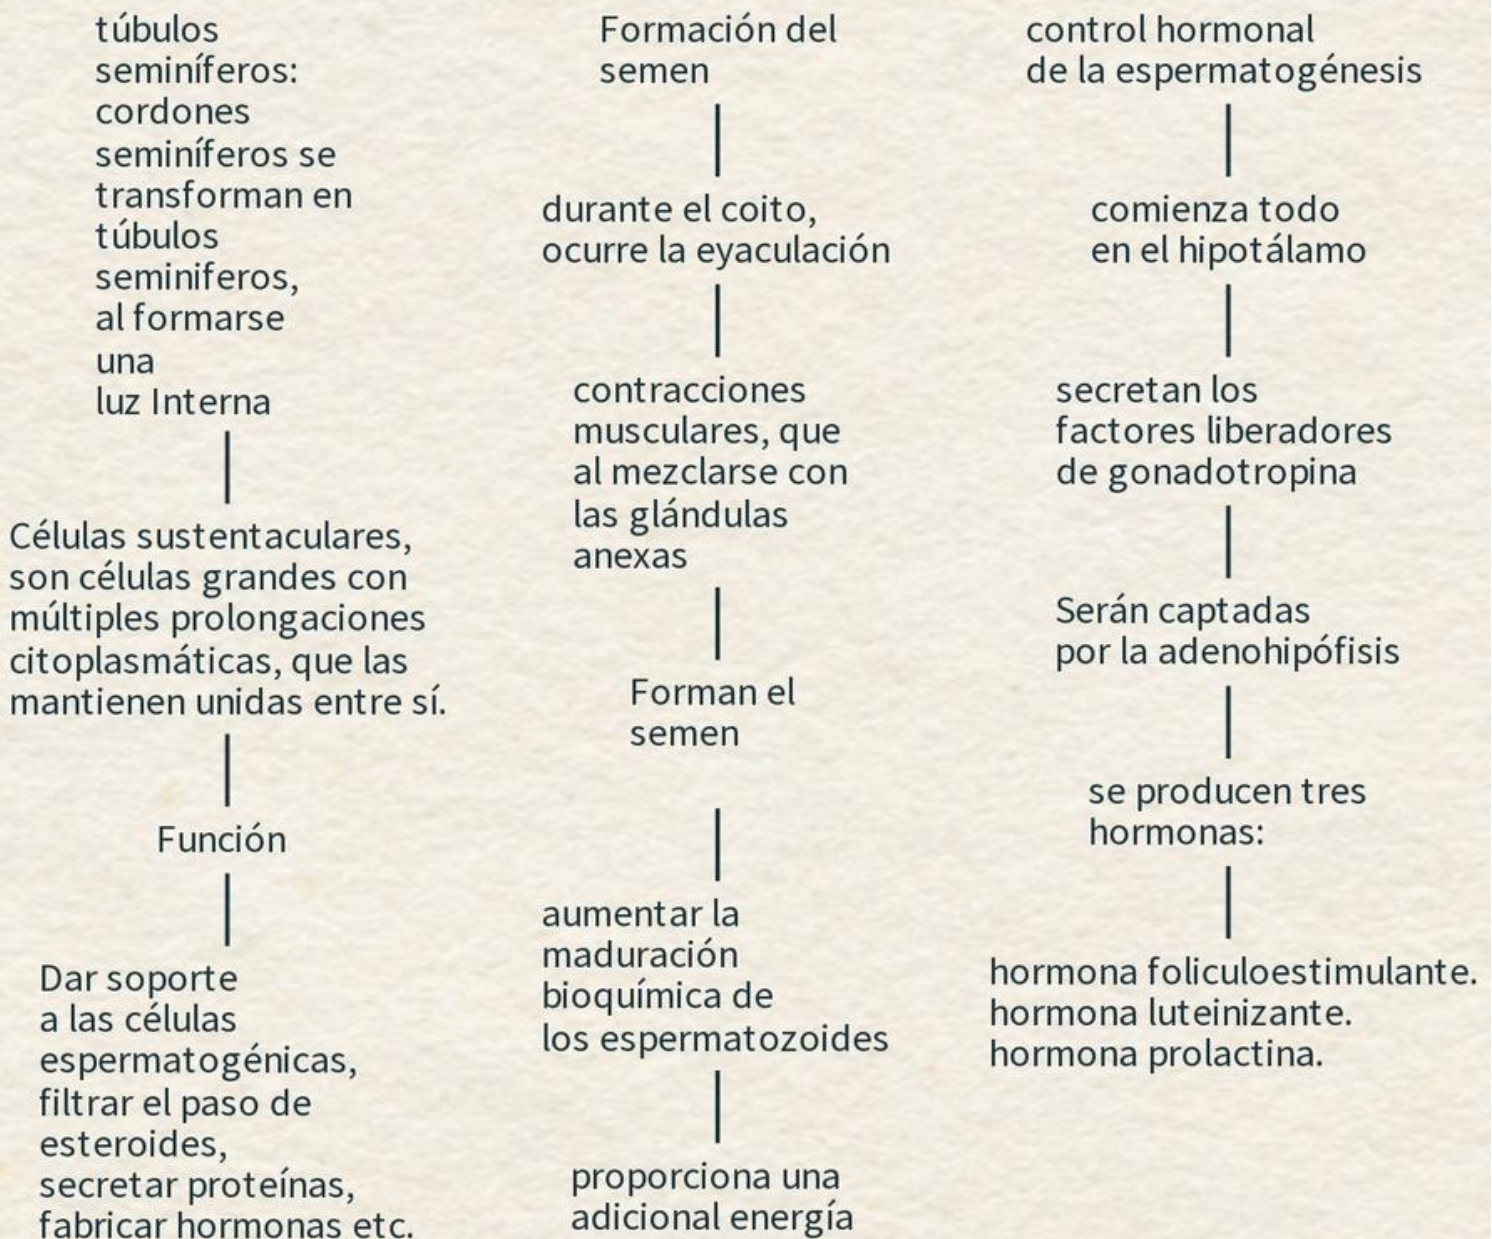 túbulos
seminíferos:
cordones
seminíferos se
transforman en
túbulos
seminiferos,
al formarse
una
luz Interna
Células sustentaculares,
son células grandes con
múltiples prolongaciones
citoplasmáticas, que las
mantienen unidas entre sí.
Función
Dar soporte
a las células
espermatogénicas,
filtrar el paso de
esteroides,
secretar proteínas,
fabricar hormonas etc.
Formación del
semen
durante el coito,
ocurre la eyaculación
contracciones
musculares, que
al mezclarse con
las glándulas
anexas
Forman el
semen
aumentar la
maduración
bioquímica de
los espermatozoides
proporciona una
adicional energía
control hormonal
de la espermatogénesis
comienza todo
en el hipotálamo
secretan los
factores liberadores
de gonadotropina
Serán captadas
por la adenohipófisis
se producen tres
hormonas:
hormona foliculoestimulante.
hormona luteinizante.
hormona prolactina.